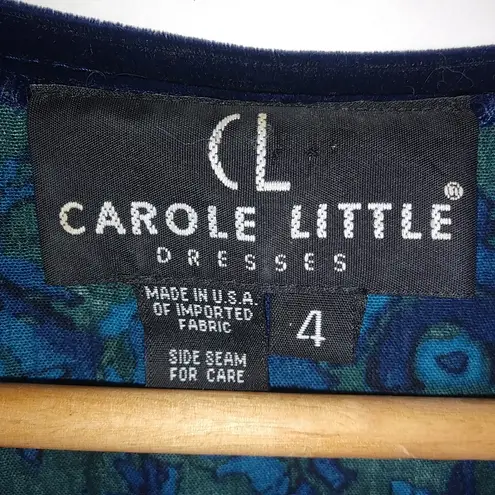 CL
CAROLE LITTLE®
DRESSES
MADE IN U.S.A.
OF IMPORTED
FABRIC
SIDE SEAM
FOR CARE
4